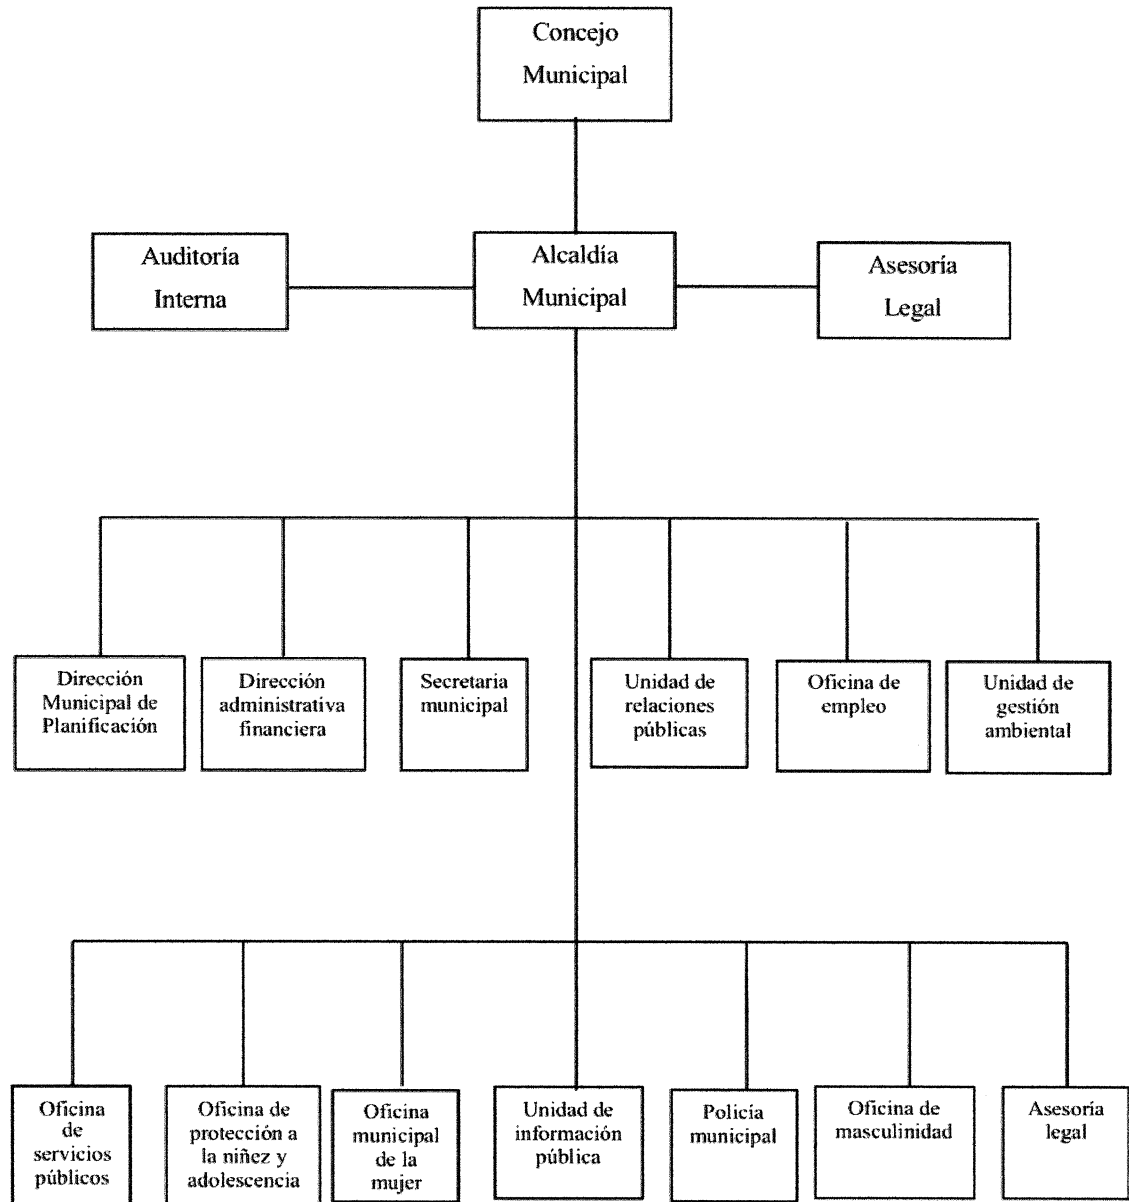 Concejo
Municipal
Auditoría
Interna
Alcaldía
Municipal
Asesoría
Legal
Dirección
Municipal de
Planificación
Dirección
administrativa
financiera
Secretaria
municipal
Unidad de
relaciones
públicas
Oficina de
empleo
Unidad de
gestión
ambiental
Oficina
de
servicios
públicos
Oficina de
protección a
la niñez y
adolescencia
Oficina
municipal
de la
mujer
Unidad de
información
pública
Policía
municipal
Oficina de
masculinidad
Asesoría
legal